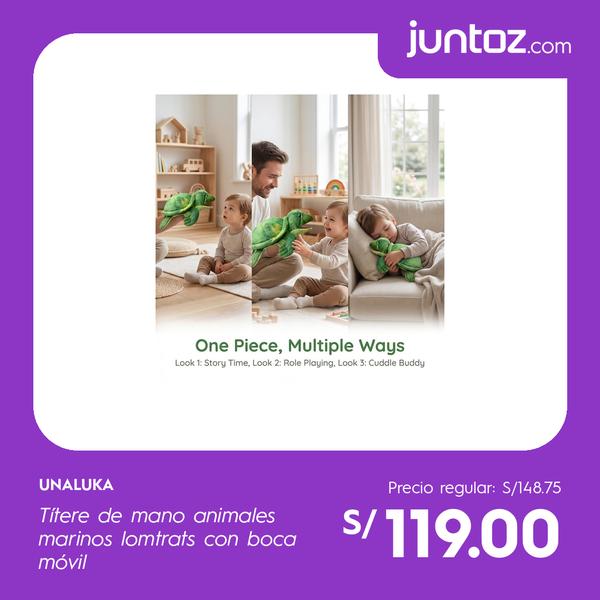 juntoz.com
One Piece, Multiple Ways
Look 1: Story Time, Look 2: Role Playing, Look 3: Cuddle Buddy
UNALUKA
Títere de mano animales
marinos lomtrats con boca
móvil
Precio regular: S/148.75
S/119.00